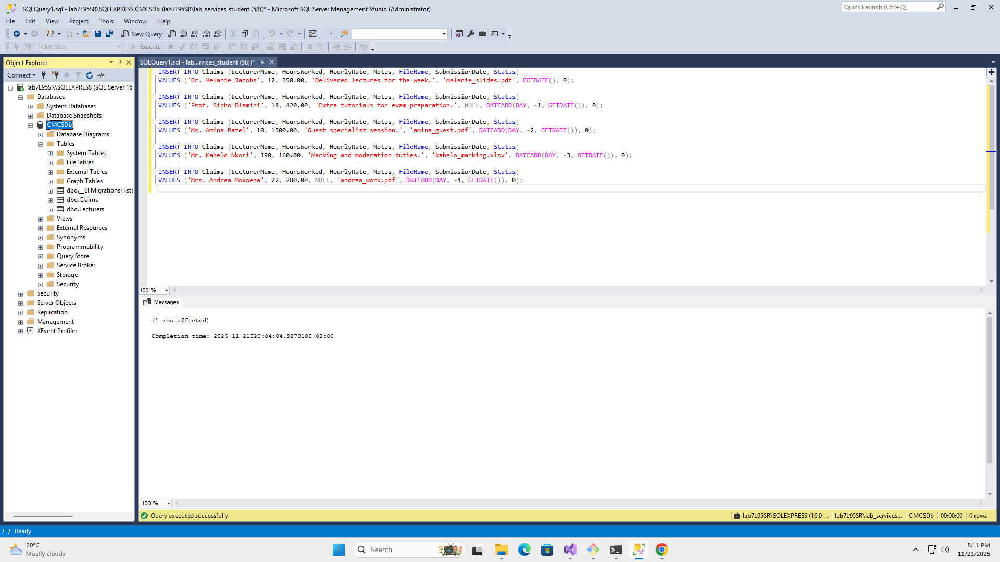 SQLQuery1.sql - lab7L95SR\SQLEXPRESS.CMCSDb (lab7L95SR\lab_services_student (58))* - Microsoft SQL Server Management Studio (Administrator)
Quick Launch (Ctrl+Q)
File Edit View Project Tools Window Help
New Query
CMCSDb
Execute
Object Explorer
Connect
lab7L95SR\SQLEXPRESS (SQL Server 16.
Databases
System Databases
Database Snapshots
CMCSDb
Database Diagrams
Tables
System Tables
FileTables
External Tables
Graph Tables
dbo.__EFMigrationsHisto
dbo.Claims
dbo.Lecturers
Views
External Resources
Synonyms
Programmability
Query Store
Service Broker
Storage
Security
Security
Server Objects
Replication
Management
XEvent Profiler
SQLQuery1.sql - lab...rvices_student (58))*
INSERT INTO Claims (LecturerName, HoursWorked, HourlyRate, Notes, FileName, SubmissionDate, Status)
VALUES ('Dr. Melanie Jacobs', 12, 350.00, 'Delivered lectures for the week.', 'melanie_slides.pdf', GETDATE(), 0);
INSERT INTO Claims (LecturerName, HoursWorked, HourlyRate, Notes, FileName, SubmissionDate, Status)
VALUES ('Prof. Sipho Dlamini', 18, 420.00, 'Extra tutorials for exam preparation.', NULL, DATEADD(DAY, -1, GETDATE()), 0);
INSERT INTO Claims (LecturerName, HoursWorked, HourlyRate, Notes, FileName, SubmissionDate, Status)
VALUES ('Ms. Amina Patel', 10, 1500.00, 'Guest specialist session.', 'amina_guest.pdf', DATEADD(DAY, -2, GETDATE()), 0);
INSERT INTO Claims (LecturerName, HoursWorked, HourlyRate, Notes, FileName, SubmissionDate, Status)
VALUES ('Mr. Kabelo Nkosi', 190, 160.00, 'Marking and moderation duties.', 'kabelo_marking.xlsx', DATEADD(DAY, -3, GETDATE()), 0);
INSERT INTO Claims (LecturerName, HoursWorked, HourlyRate, Notes, FileName, SubmissionDate, Status)
VALUES ('Mrs. Andrea Mokoena', 22, 280.00, NULL, 'andrea_work.pdf', DATEADD(DAY, -4, GETDATE()), 0);
100 %
Messages
(1 row affected)
Completion time: 2025-11-21T20:04:04.9270108+02:00
100 %
Query executed successfully.
lab7L95SR\SQLEXPRESS (16.0 ... lab7L95SR\lab_services... CMCSDb 00:00:00 0 rows
Ready
20°C
Mostly cloudy
Search
8:11 PM
11/21/2025